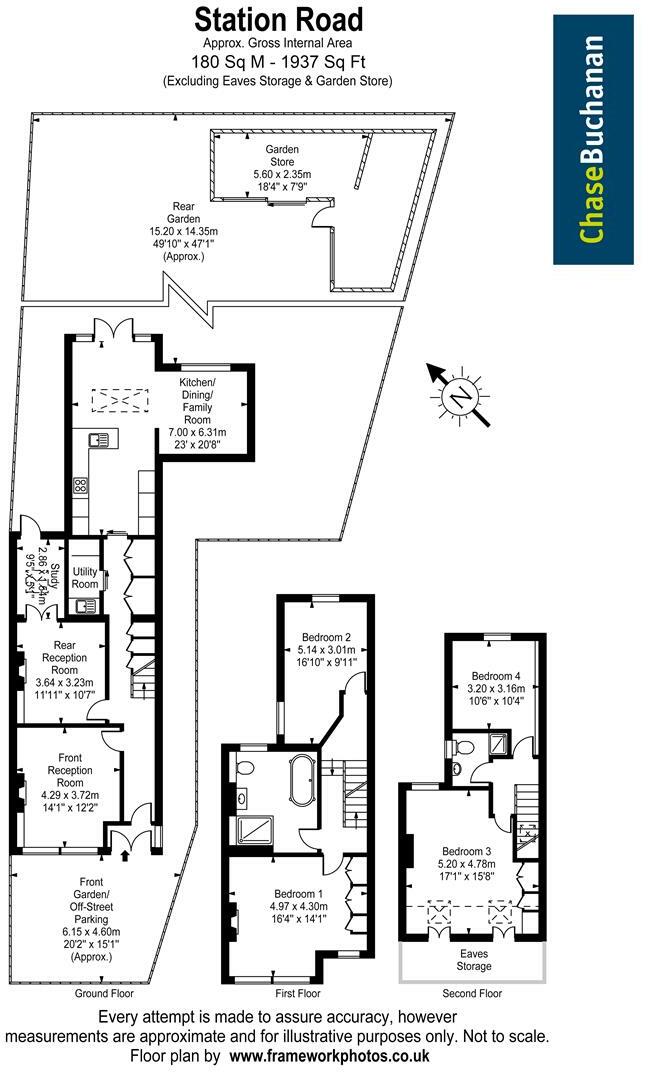 Station Road
Approx. Gross Internal Area
180 Sq M - 1937 Sq Ft
(Excluding Eaves Storage & Garden Store)
ChaseBuchanan
Garden
Store
5.60 x 2.35m
18'4" x 7'9"
Rear
Garden
15.20 x 14.35m
49'10" x 47'1"
(Approx.)
Kitchen/
Dining/
Family
Room
7.00 x 6.31m
23' x 20'8"
N
Study
2.86 x 1.84m
Utility
Room
Rear
Reception
Room
3.64 x 3.23m
11'11" x 10'7"
Front
Reception
Room
4.29 x 3.72m
14'1" x 12'2"
Front
Garden/
Off-Street
Parking
6.15 x 4.60m
20'2" x 15'1"
(Approx.)
Ground Floor
Bedroom 2
5.14 x 3.01m
16'10" x 9'11"
Bedroom 1
4.97 x 4.30m
16'4" x 14'1"
First Floor
Bedroom 4
3.20 x 3.16m
10'6" x 10'4"
Bedroom 3
5.20 x 4.78m
17'1" x 15'8"
Eaves
Storage
Second Floor
Every attempt is made to assure accuracy, however
measurements are approximate and for illustrative purposes only. Not to scale.
Floor plan by www.frameworkphotos.co.uk